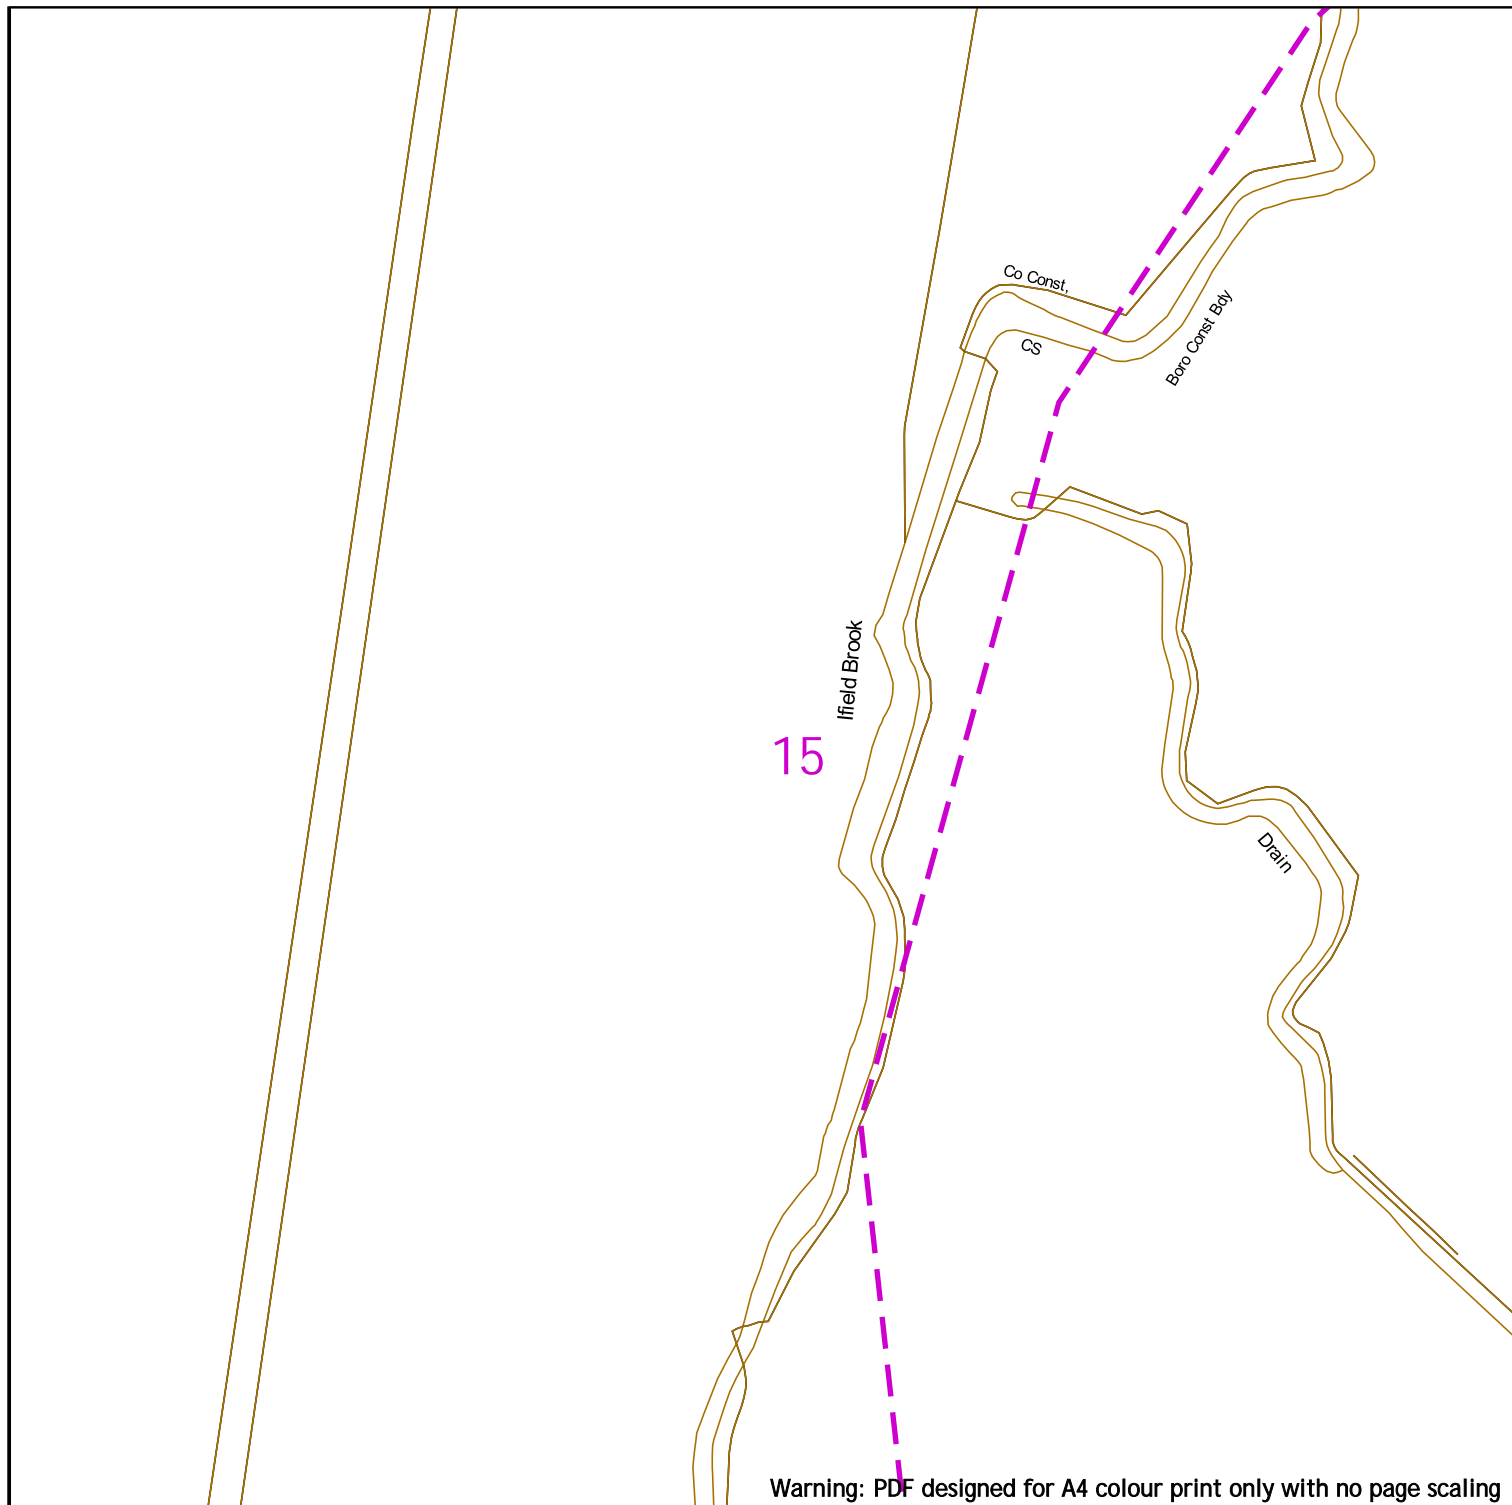 Co Const,
CS
Boro Const Bdy
Ifield Brook
15
Drain
Warning: PDF designed for A4 colour print only with no page scaling